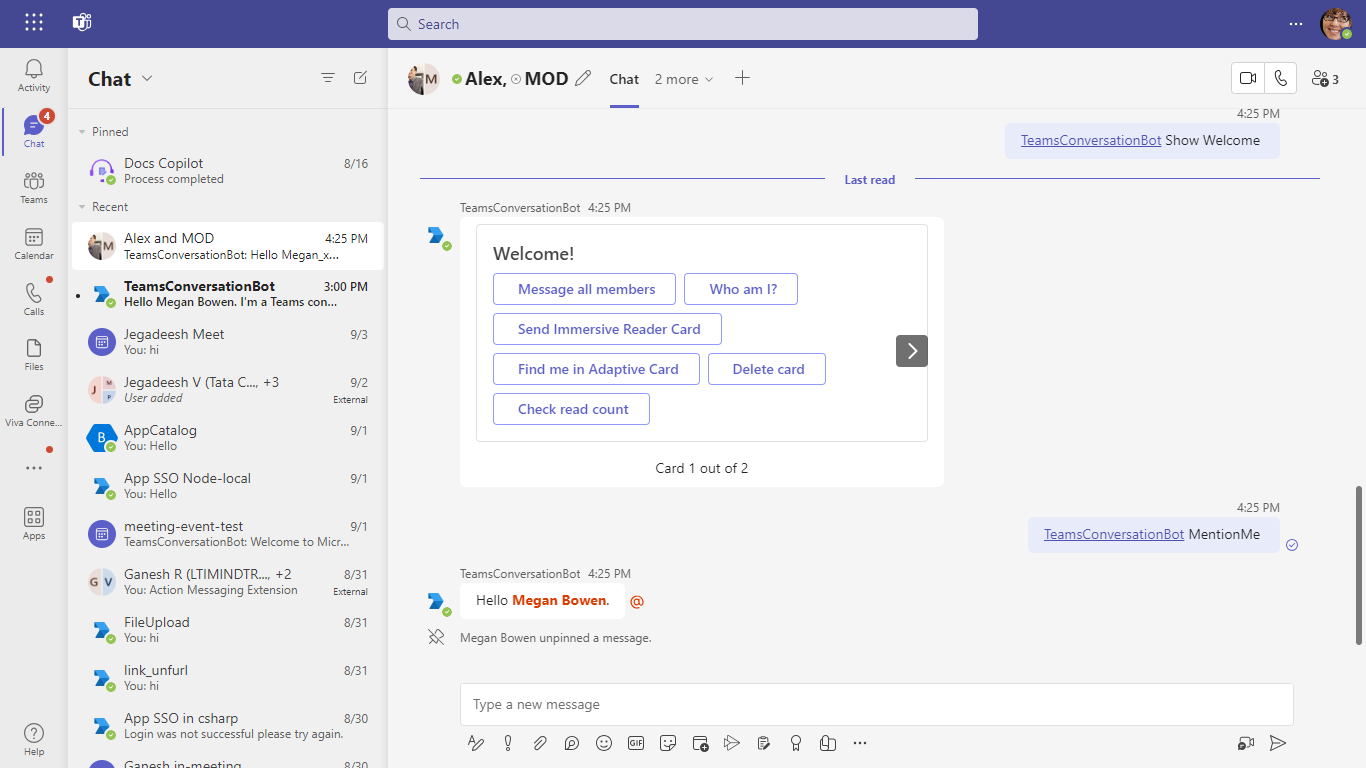 Search
Activity
4
Chat
Teams
Calendar
Calls
Files
Viva Conne...
Apps
Help
Chat
Pinned
Docs Copilot 8/16
Process completed
Recent
M
Alex and MOD 4:25 PM
TeamsConversationBot: Hello Megan_x...
TeamsConversationBot 3:00 PM
Hello Megan Bowen. I'm a Teams con...
Jegadeesh Meet 9/3
You: hi
J M P
Jegadeesh V (Tata C..., +3 9/2
User added External
B
AppCatalog 9/1
You: Hello
App SSO Node-local 9/1
You: Hello
meeting-event-test 9/1
TeamsConversationBot: Welcome to Micr...
G V
Ganesh R (LTIMINDTR..., +2 8/31
You: Action Messaging Extension External
FileUpload 8/31
You: hi
link_unfurl 8/31
You: hi
App SSO in csharp 8/30
Login was not successful please try again.
Ganesh in-meeting 8/30
M
Alex, MOD Chat 2 more 3
4:25 PM
TeamsConversationBot Show Welcome
Last read
TeamsConversationBot 4:25 PM
Welcome!
Message all members Who am I?
Send Immersive Reader Card
Find me in Adaptive Card Delete card
Check read count
Card 1 out of 2
4:25 PM
TeamsConversationBot MentionMe
TeamsConversationBot 4:25 PM
Hello Megan Bowen. @
Megan Bowen unpinned a message.
Type a new message
GIF